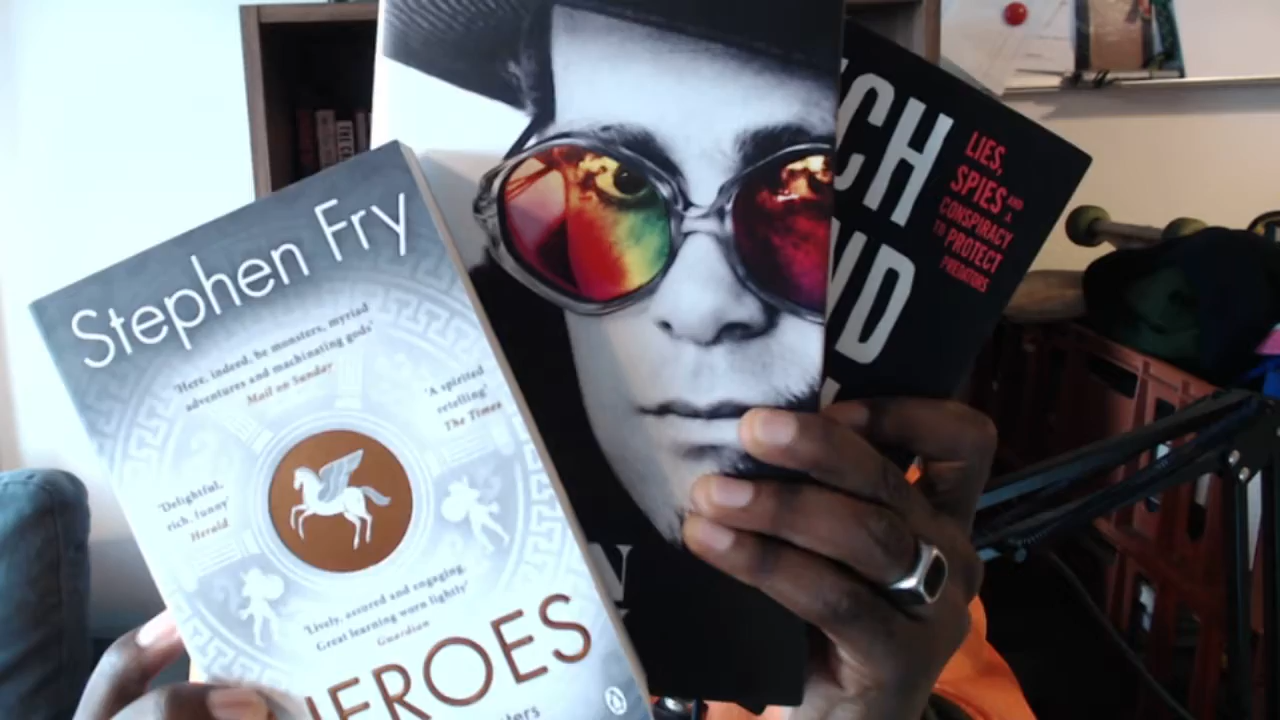 Stephen Fry
'Here, indeed, be monsters, myriad
adventures and machinating gods'
Mail on Sunday
'A spirited
retelling'
The Times
'Delightful,
rich, funny'
Herald
'Lively, assured and engaging.
Great learning worn lightly'
Guardian
HEROES
CH
LIES,
SPIES AND
A
CONSPIRACY
TO PROTECT
PREDATORS